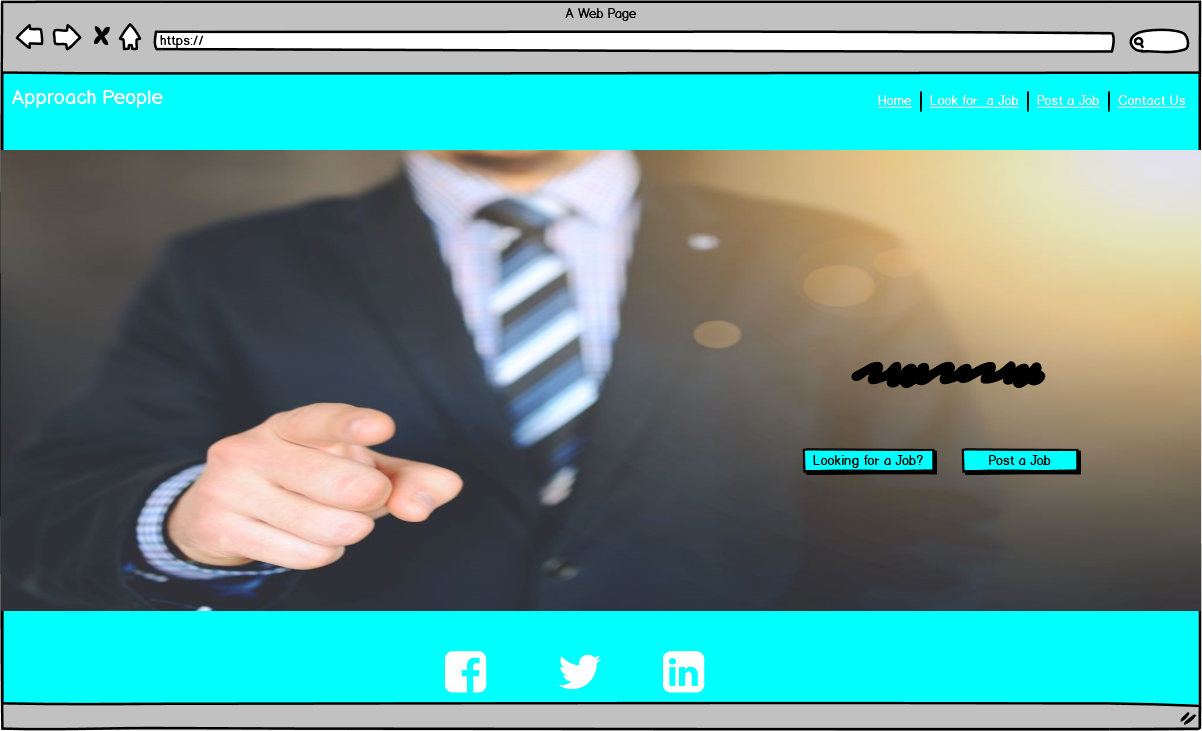 A Web Page
https://
Approach People
Home
Look for a Job
Post a Job
Contact Us
Looking for a Job?
Post a Job